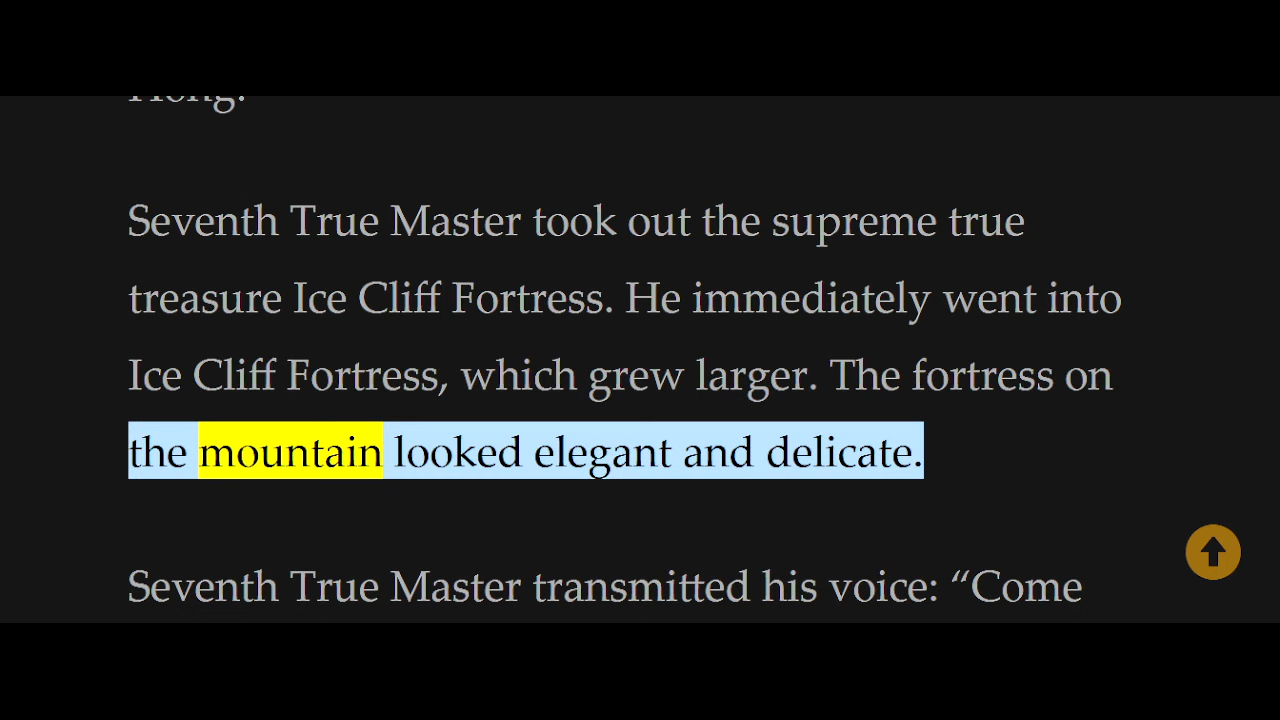 Seventh True Master took out the supreme true
treasure Ice Cliff Fortress. He immediately went into
Ice Cliff Fortress, which grew larger. The fortress on
the mountain looked elegant and delicate.
Seventh True Master transmitted his voice: “Come